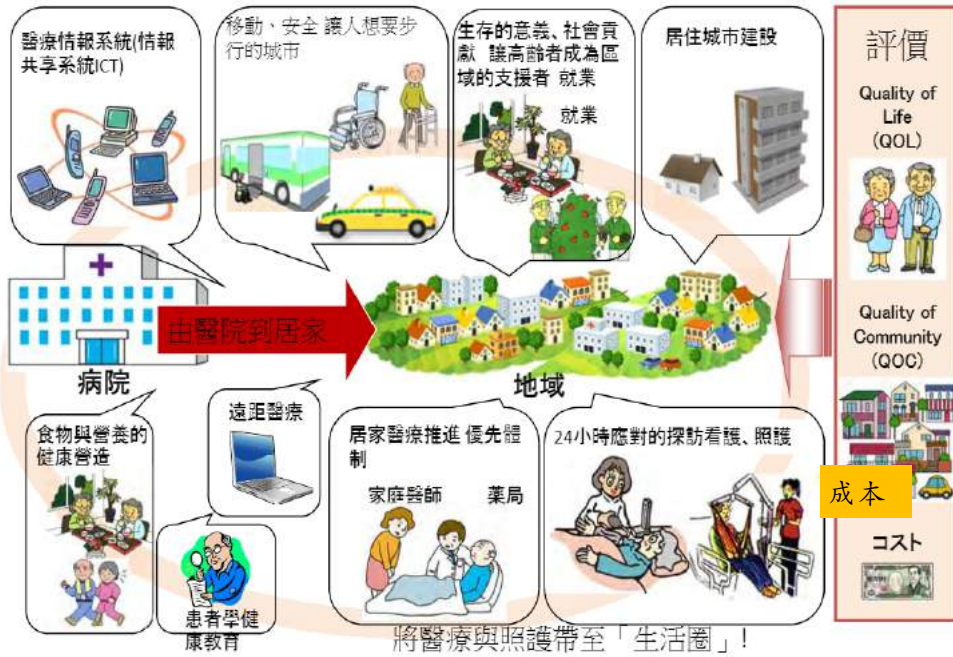 醫療情報系統(情報
共享系統ICT)
移動、安全 讓人想要步
行的城市
生存的意義、社會貢
獻 讓高齡者成為區
域的支援者 就業
就業
居住城市建設
評價
Quality of
Life
(QOL)
由醫院到居家
病院
地域
Quality of
Community
(QOC)
食物與營養的
健康營造
遠距醫療
患者學健
康教育
居家醫療推進 優先體
制
家庭醫師
薬局
24小時應對的探訪看護、照護
成本
コスト
將醫療與照護帶至「生活圈」!